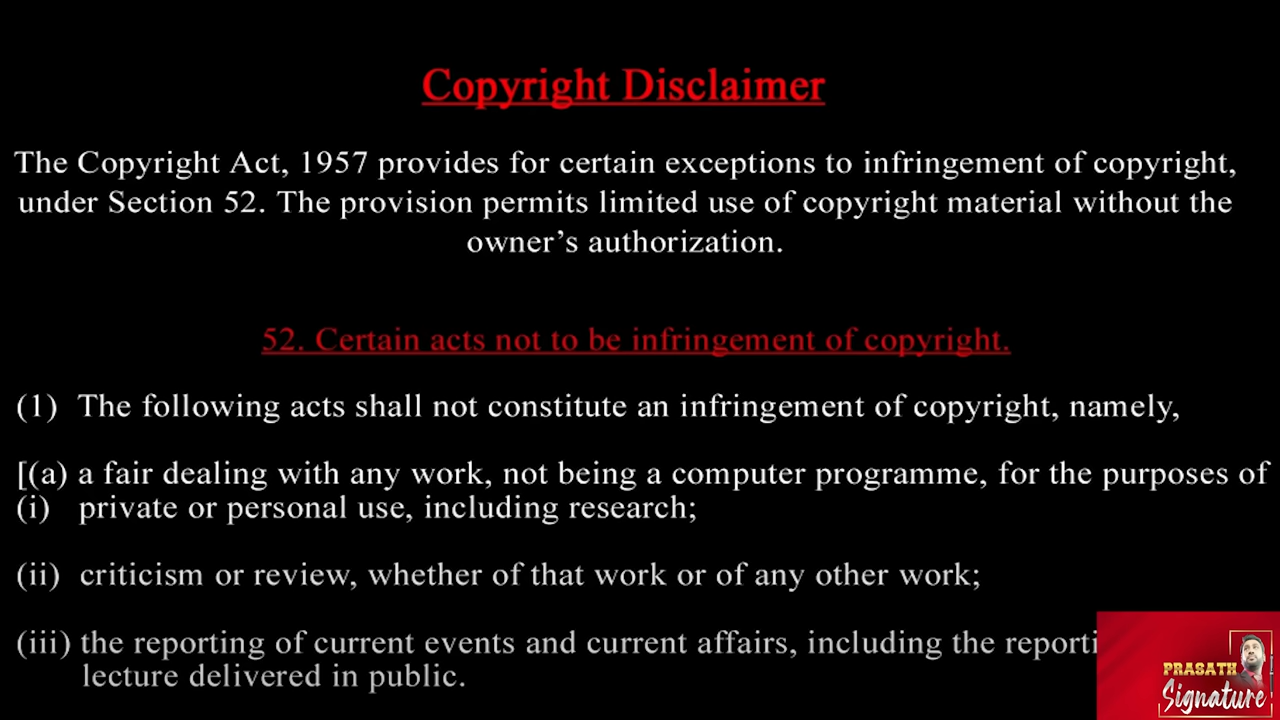 Copyright Disclaimer
The Copyright Act, 1957 provides for certain exceptions to infringement of copyright,
under Section 52. The provision permits limited use of copyright material without the
owner’s authorization.
52. Certain acts not to be infringement of copyright.
(1) The following acts shall not constitute an infringement of copyright, namely,
[(a) a fair dealing with any work, not being a computer programme, for the purposes of
(i) private or personal use, including research;
(ii) criticism or review, whether of that work or of any other work;
(iii) the reporting of current events and current affairs, including the
lecture delivered in public.
PRASATH
Signature